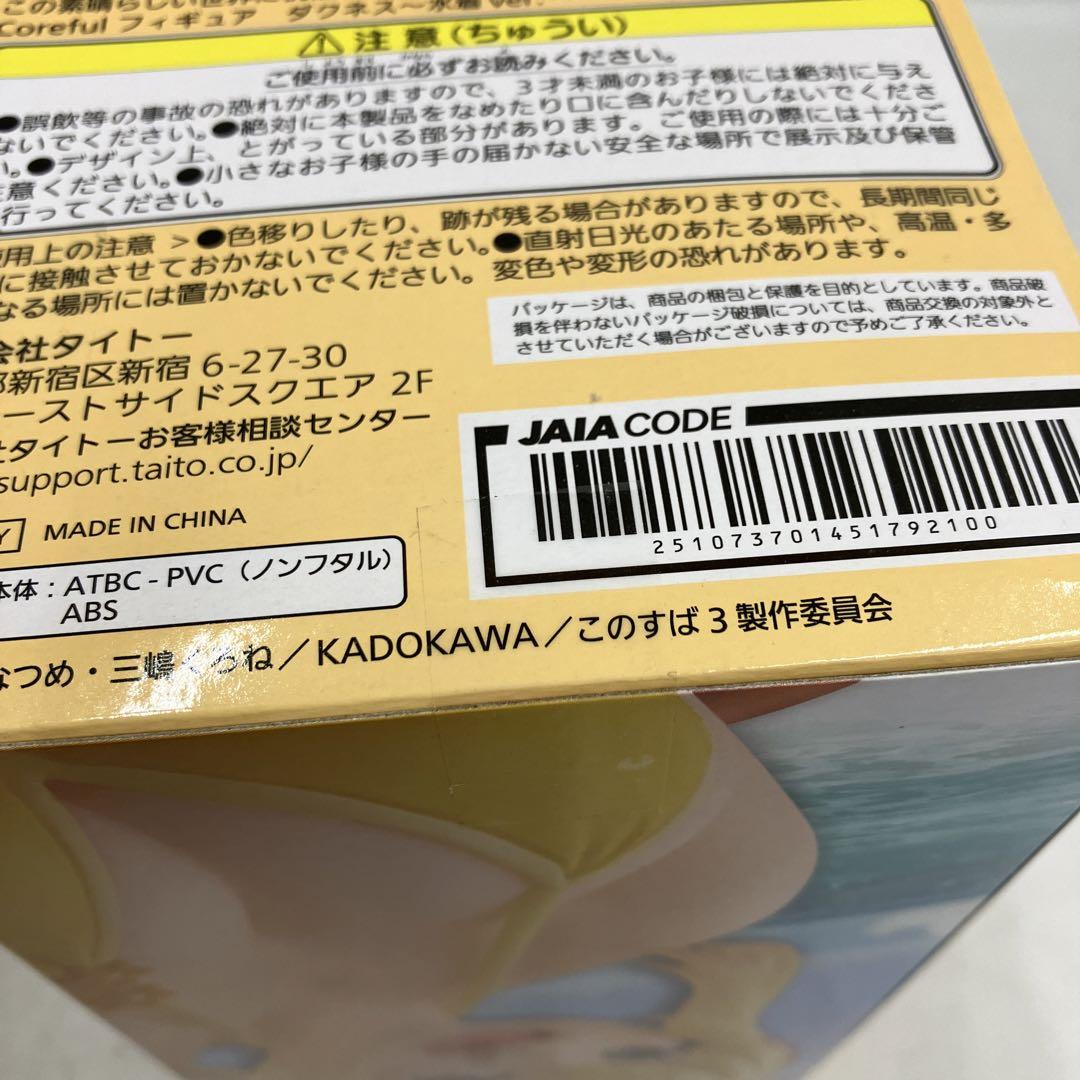 この素晴らしい世界に
Coreful フィギュア　ダクネス～水着 ver.
注意(ちゅうい)
ご使用前に必ずお読みください。
●誤飲等の事故の恐れがありますので、3才未満のお子様には絶対に与え
ないでください。●絶対に本製品をなめたり口に含んだりしないでくださ
い。●デザイン上、とがっている部分があります。ご使用の際には十分ご
注意ください。●小さなお子様の手の届かない安全な場所で展示及び保管
行ってください。
用上の注意 >●色移りしたり、跡が残る場合がありますので、長期間同じ
に接触させておかないでください。●直射日光のあたる場所や、高温・多
なる場所には置かないでください。変色や変形の恐れがあります。
パッケージは、商品の梱包と保護を目的としています。商品破
損を伴わないパッケージ破損については、商品交換の対象外と
させていただく場合がございますので予めご了承ください。
会社タイトー
都新宿区新宿 6-27-30
ーストサイドスクエア 2F
社タイトーお客様相談センター
support.taito.co.jp/
JAIA CODE
251073701451792100
Y MADE IN CHINA
本体：ATBC-PVC（ノンフタル）
ABS
なつめ・三嶋くろね／KADOKAWA／このすば3製作委員会